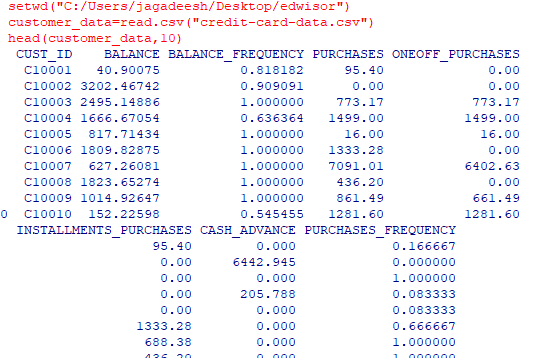 setwd("C:/Users/jagadeesh/Desktop/edwisor")
customer_data=read.csv("credit-card-data.csv")
head(customer_data,10)
CUST_ID BALANCE BALANCE_FREQUENCY PURCHASES ONEOFF_PURCHASES
C10001 40.90075 0.818182 95.40 0.00
C10002 3202.46742 0.909091 0.00 0.00
C10003 2495.14886 1.000000 773.17 773.17
C10004 1666.67054 0.636364 1499.00 1499.00
C10005 817.71434 1.000000 16.00 16.00
C10006 1809.82875 1.000000 1333.28 0.00
C10007 627.26081 1.000000 7091.01 6402.63
C10008 1823.65274 1.000000 436.20 0.00
C10009 1014.92647 1.000000 861.49 661.49
0 C10010 152.22598 0.545455 1281.60 1281.60
INSTALLMENTS_PURCHASES CASH_ADVANCE PURCHASES_FREQUENCY
95.40 0.000 0.166667
0.00 6442.945 0.000000
0.00 0.000 1.000000
0.00 205.788 0.083333
0.00 0.000 0.083333
1333.28 0.000 0.666667
688.38 0.000 1.000000
436.20 0.000 1.000000